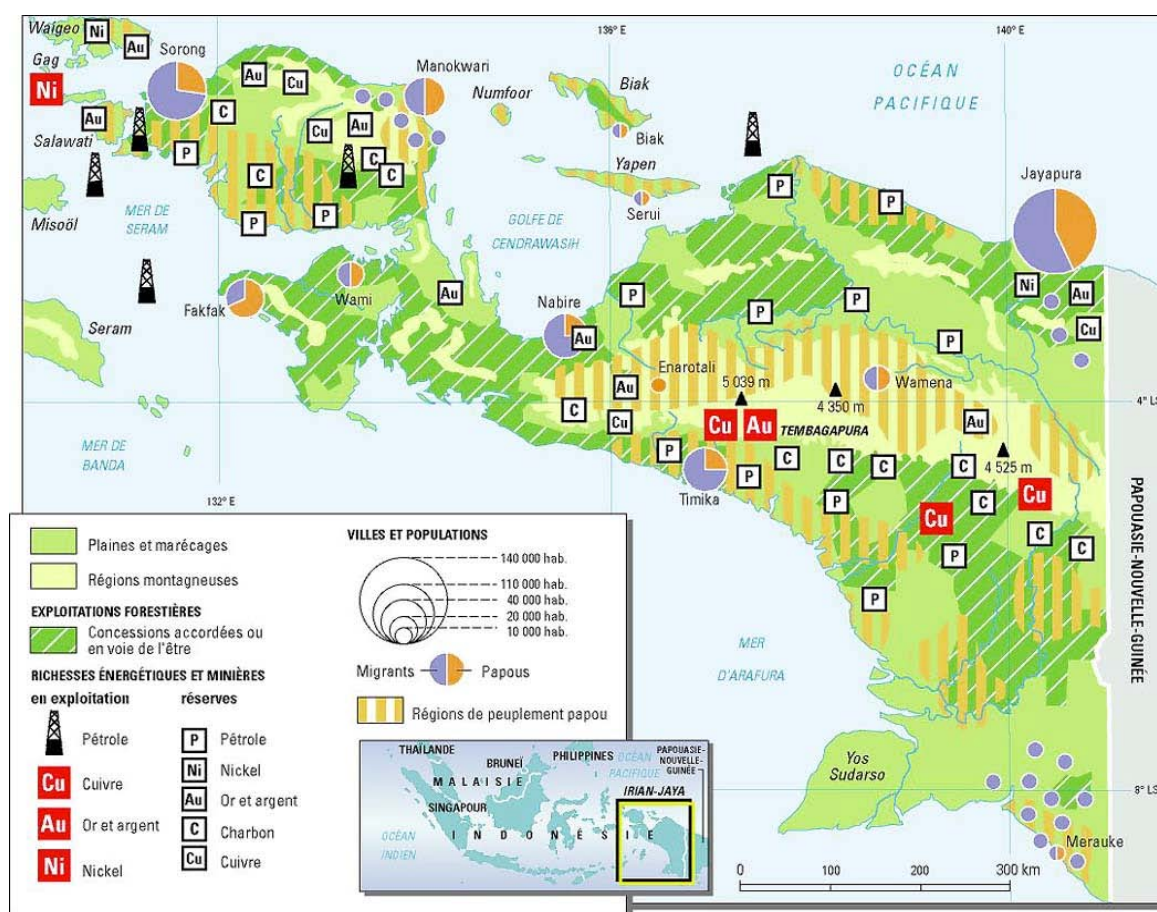 132° E
136° E
140° E
Waigeo
Ni
Au
Sorong
Gag
Ni
Au
Cu
Manokwari
Numfoor
Biak
OCÉAN
PACIFIQUE
Au
C
Cu
Au
Biak
Salawati
P
C
C
C
Yapen
P
P
Jayapura
Misoöl
MER DE
SERAM
P
P
GOLFE DE
CENDRAWASIH
Serui
Fakfak
Wami
Au
Nabire
Au
P
P
P
P
Ni
Au
Cu
Seram
Enarotali
Au
5 039 m
4 350 m
Wamena
4° LS
C
Cu
Cu
Au
TEMBAGAPURA
Au
4 525 m
MER DE
BANDA
P
Timika
P
C
C
C
C
P
Cu
C
Cu
C
C
P
P
PAPOUASIE-NOUVELLE-GUINÉE
MER
D'ARAFURA
Yos
Sudarso
8° LS
Merauke
0
100
300 km
Plaines et marécages
Régions montagneuses
EXPLOITATIONS FORESTIÈRES
Concessions accordées ou
en voie de l'être
RICHESSES ÉNERGÉTIQUES ET MINIÈRES
en exploitation
Pétrole
Cu Cuivre
Au Or et argent
Ni Nickel
réserves
P Pétrole
Ni Nickel
Au Or et argent
C Charbon
Cu Cuivre
VILLES ET POPULATIONS
140 000 hab.
110 000 hab.
40 000 hab.
20 000 hab.
10 000 hab.
Migrants
Papous
Régions de peuplement papou
THAÏLANDE
BRUNEÏ
PHILIPPINES
OCÉAN
PACIFIQUE
PAPOUASIE-
NOUVELLE-
GUINÉE
MALAISIE
SINGAPOUR
IRIAN-JAYA
INDONÉSIE
OCÉAN
INDIEN